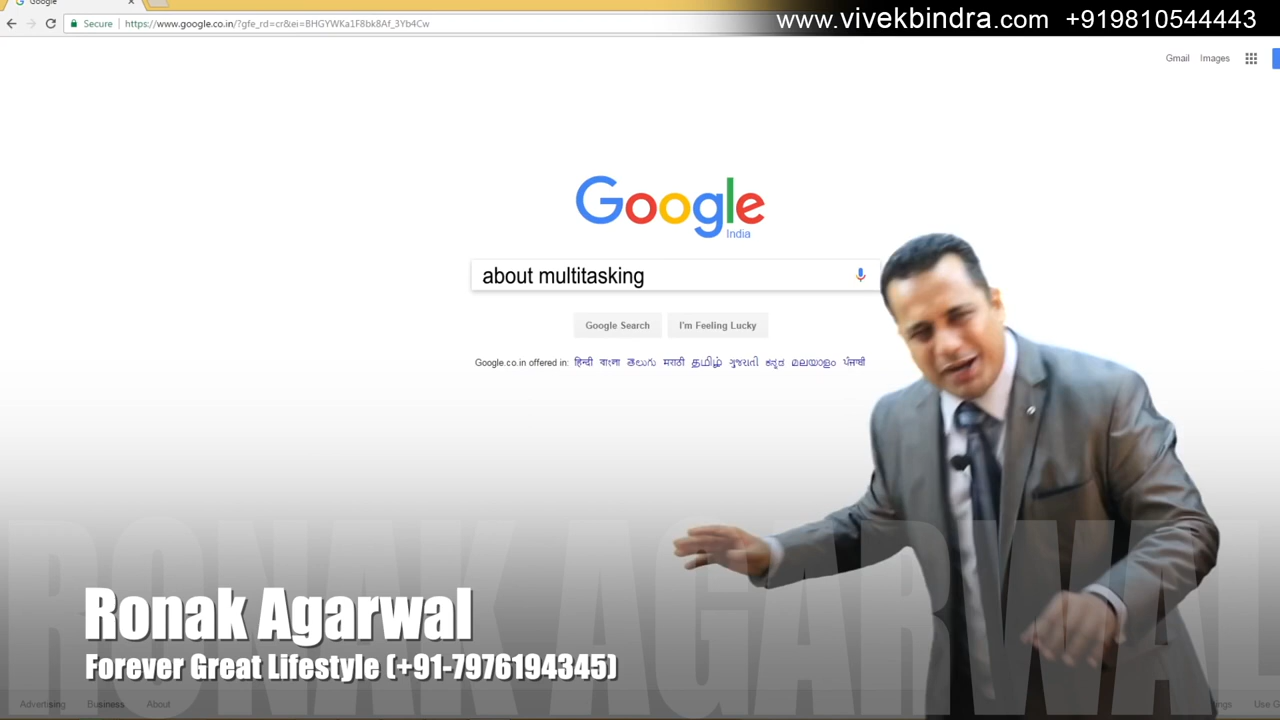 Google
Secure https://www.google.co.in/?gfe_rd=cr&ei=BHGYWKa1F8bk8Af_3Yb4Cw
www.vivekbindra.com +919810544443
Gmail Images
Google
India
about multitasking
Google Search I'm Feeling Lucky
Google.co.in offered in: हिन्दी বাংলা తెలుగు मराठी தமிழ் ગુજરાતી ಕನ್ನಡ മലയാളം ਪੰਜਾਬੀ
RONAK AGARWAL
Ronak Agarwal
Forever Great Lifestyle (+91-7976194345)
Advertising Business About